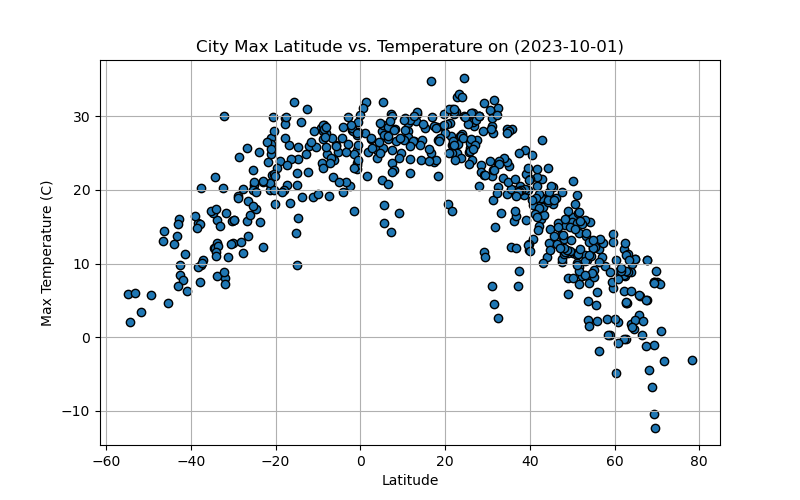 City Max Latitude vs. Temperature on (2023-10-01)
Max Temperature (C)
30
20
10
0
−10
−60 −40 −20 0 20 40 60 80
Latitude